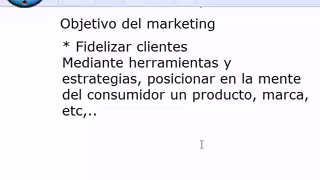 Objetivo del marketing
* Fidelizar clientes
Mediante herramientas y
estrategias, posicionar en la mente
del consumidor un producto, marca,
etc,..